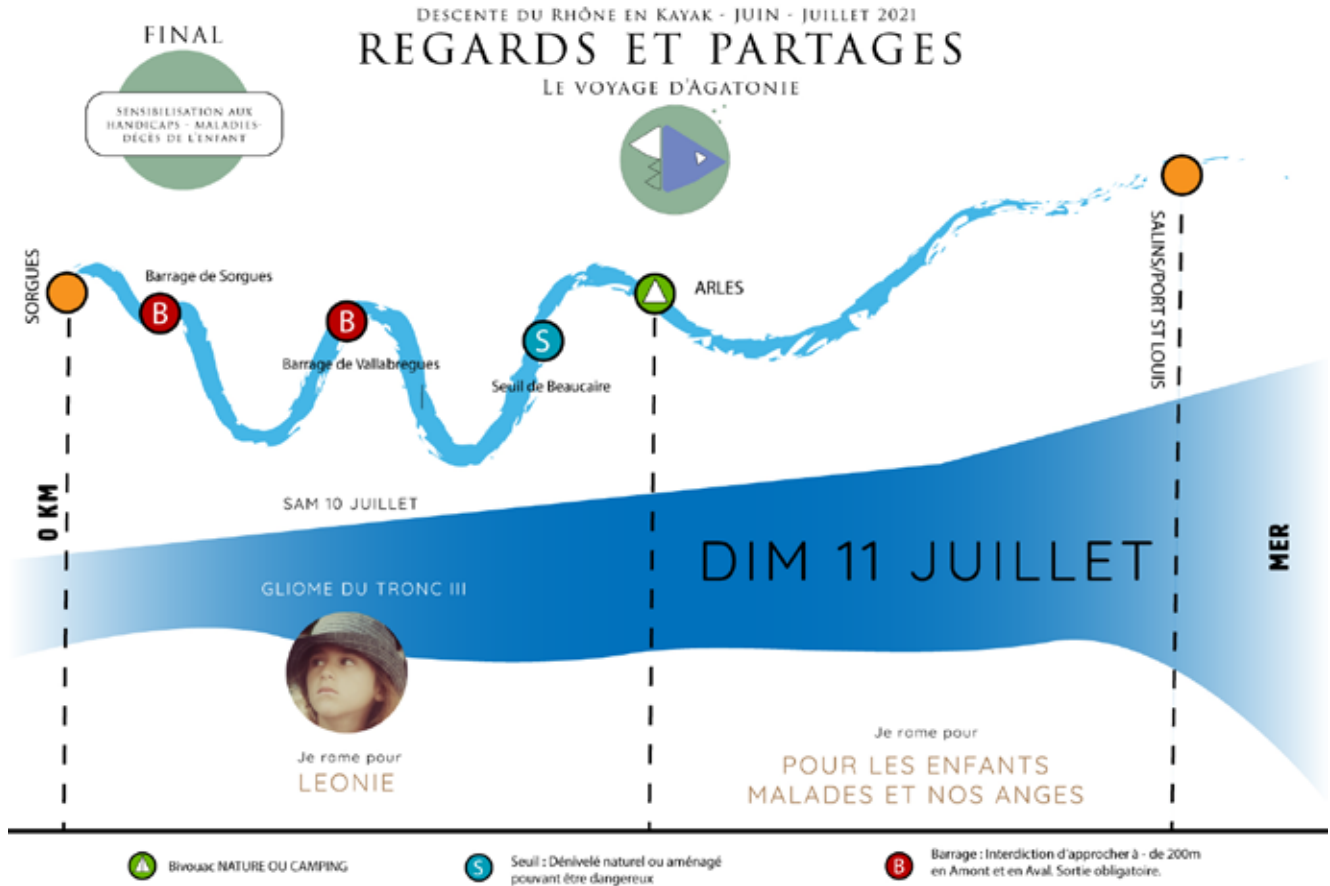 DESCENTE DU RHÔNE EN KAYAK - JUIN - JUILLET 2021
REGARDS ET PARTAGES
LE VOYAGE D'AGATONIE
FINAL
SENSIBILISATION AUX
HANDICAPS - MALADIES-
DÉCÈS DE L'ENFANT
SORGUES
Barrage de Sorgues
B
B
Barrage de Vallabregues
S
Seuil de Beaucaire
ARLES
SALINS/PORT ST LOUIS
0 KM
SAM 10 JUILLET
DIM 11 JUILLET
MER
GLIOME DU TRONC III
Je rame pour
LEONIE
Je rame pour
POUR LES ENFANTS
MALADES ET NOS ANGES
Bivouac NATURE OU CAMPING
S
Seuil : Dénivelé naturel ou aménagé
pouvant être dangereux
B
Barrage : Interdiction d'approcher à - de 200m
en Amont et en Aval. Sortie obligatoire.